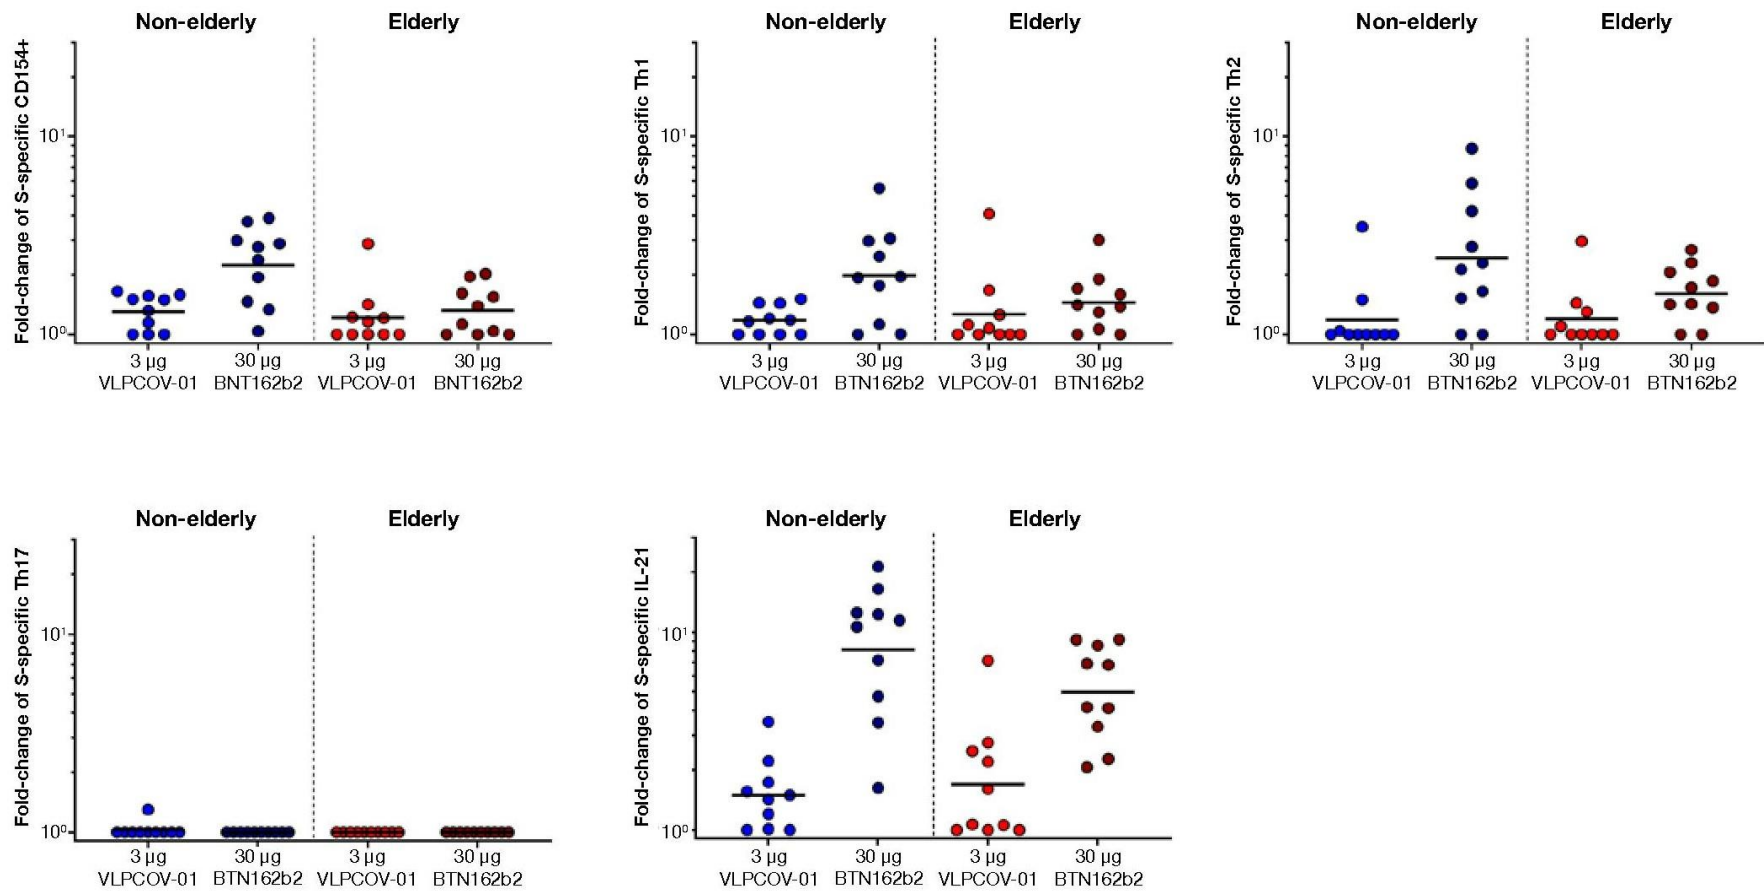 Non-elderly Elderly
Fold-change of S-specific CD154+
10¹
10⁰
3 µg 30 µg 3 µg 30 µg
VLPCOV-01 BNT162b2 VLPCOV-01 BNT162b2
Non-elderly Elderly
Fold-change of S-specific Th1
10¹
10⁰
3 µg 30 µg 3 µg 30 µg
VLPCOV-01 BTN162b2 VLPCOV-01 BTN162b2
Non-elderly Elderly
Fold-change of S-specific Th2
10¹
10⁰
3 µg 30 µg 3 µg 30 µg
VLPCOV-01 BTN162b2 VLPCOV-01 BTN162b2
Non-elderly Elderly
Fold-change of S-specific Th17
10¹
10⁰
3 µg 30 µg 3 µg 30 µg
VLPCOV-01 BTN162b2 VLPCOV-01 BTN162b2
Non-elderly Elderly
Fold-change of S-specific IL-21
10¹
10⁰
3 µg 30 µg 3 µg 30 µg
VLPCOV-01 BTN162b2 VLPCOV-01 BTN162b2